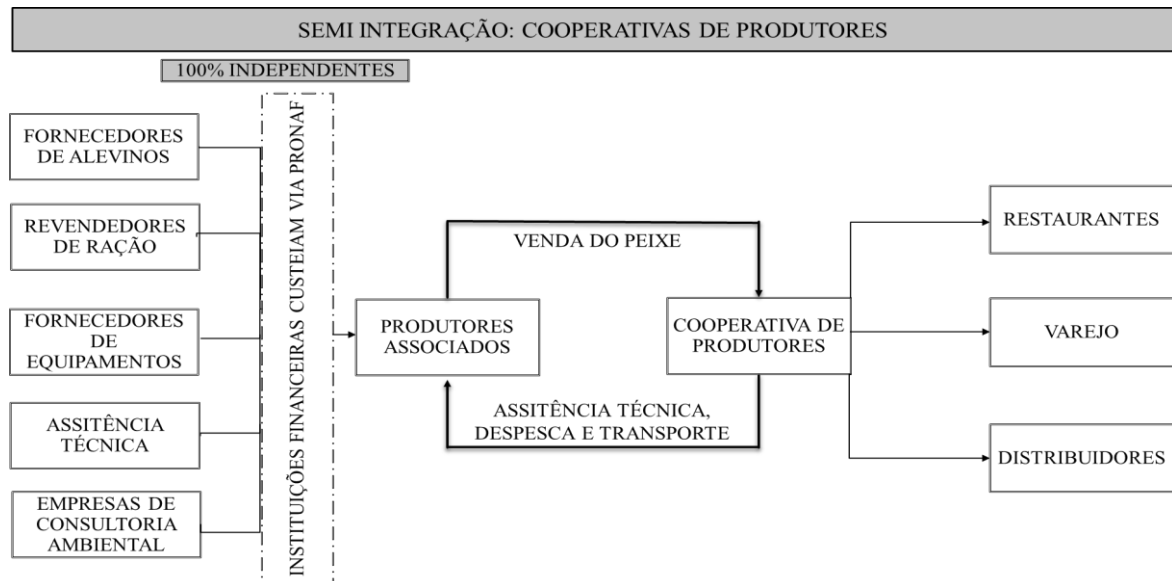 SEMI INTEGRAÇÃO: COOPERATIVAS DE PRODUTORES
100% INDEPENDENTES
FORNECEDORES
DE ALEVINOS
REVENDEDORES
DE RAÇÃO
FORNECEDORES
DE
EQUIPAMENTOS
ASSITÊNCIA
TÉCNICA
EMPRESAS DE
CONSULTORIA
AMBIENTAL
INSTITUIÇÕES FINANCEIRAS CUSTEIAM VIA PRONAF
PRODUTORES
ASSOCIADOS
VENDA DO PEIXE
ASSITÊNCIA TÉCNICA,
DESPESCA E TRANSPORTE
COOPERATIVA DE
PRODUTORES
RESTAURANTES
VAREJO
DISTRIBUIDORES